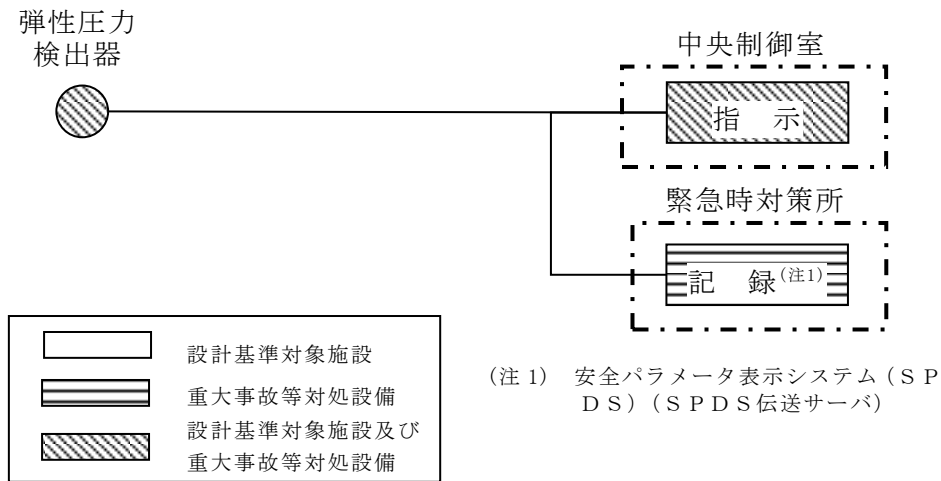 弾性圧力
検出器
中央制御室
指　示
緊急時対策所
記　録(注1)
設計基準対象施設
重大事故等対処設備
設計基準対象施設及び
重大事故等対処設備
(注 1)　安全パラメータ表示システム（ＳＰ
ＤＳ）（ＳＰＤＳ伝送サーバ）